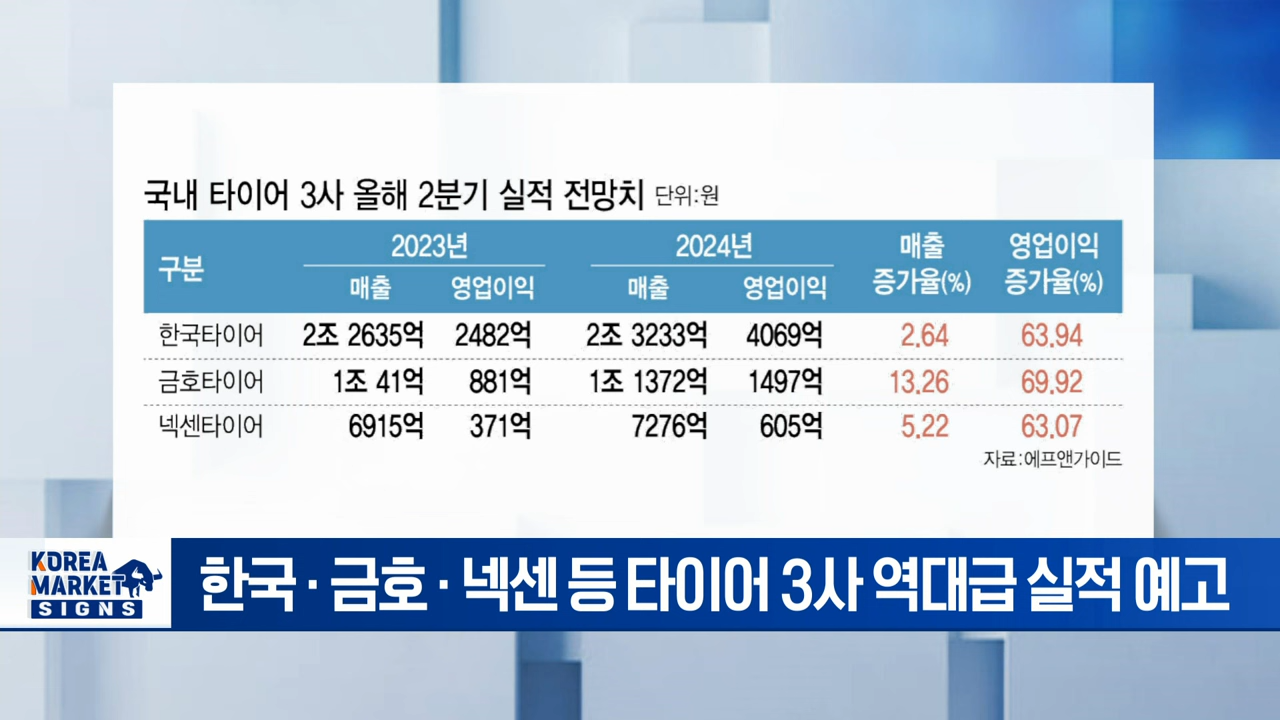 국내 타이어 3사 올해 2분기 실적 전망치 단위:원
구분 2023년 2024년 매출 증가율(%) 영업이익 증가율(%)
매출 영업이익 매출 영업이익
한국타이어 2조 2635억 2482억 2조 3233억 4069억 2.64 63.94
금호타이어 1조 41억 881억 1조 1372억 1497억 13.26 69.92
넥센타이어 6915억 371억 7276억 605억 5.22 63.07
자료:에프앤가이드
KOREA
MARKET
SIGNS
한국·금호·넥센 등 타이어 3사 역대급 실적 예고